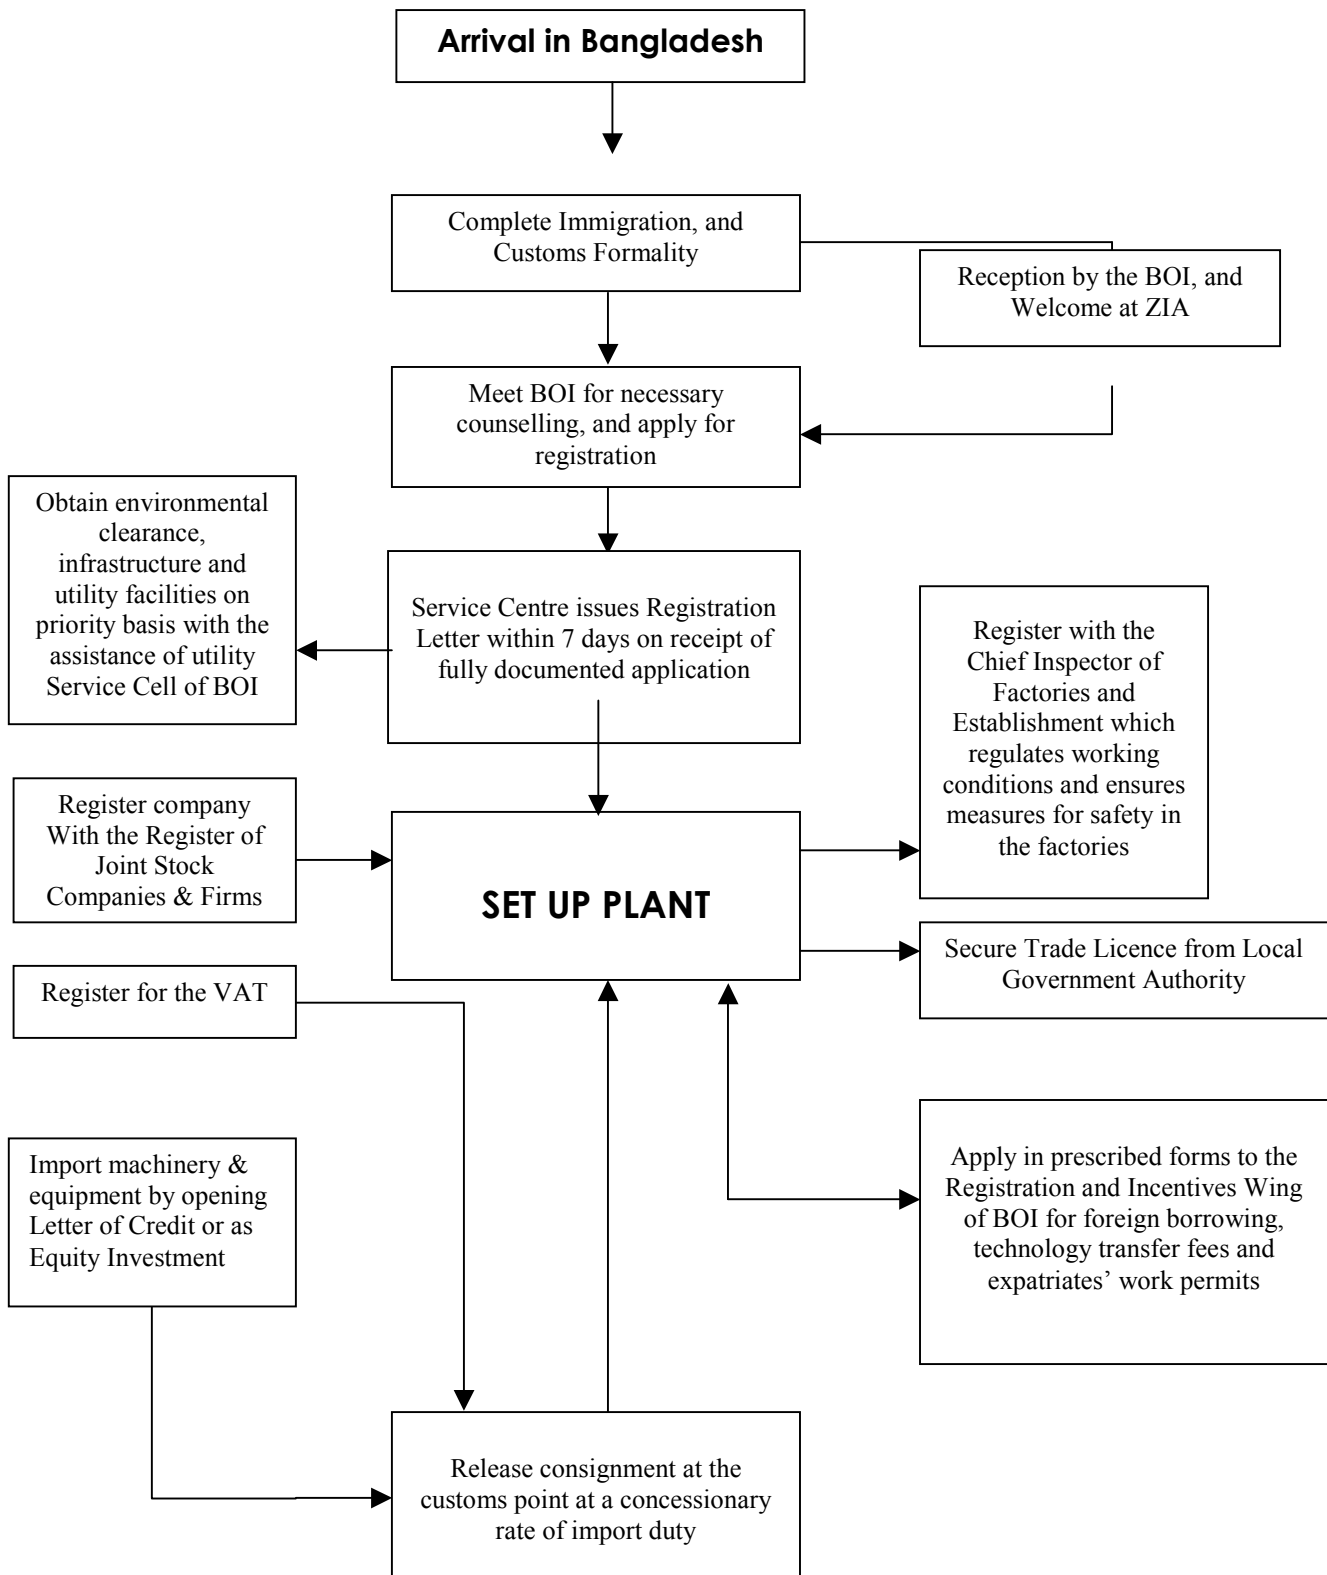 Arrival in Bangladesh
Complete Immigration, and
Customs Formality
Reception by the BOI, and
Welcome at ZIA
Meet BOI for necessary
counselling, and apply for
registration
Obtain environmental
clearance,
infrastructure and
utility facilities on
priority basis with the
assistance of utility
Service Cell of BOI
Service Centre issues Registration
Letter within 7 days on receipt of
fully documented application
Register with the
Chief Inspector of
Factories and
Establishment which
regulates working
conditions and ensures
measures for safety in
the factories
Register company
With the Register of
Joint Stock
Companies & Firms
SET UP PLANT
Secure Trade Licence from Local
Government Authority
Register for the VAT
Import machinery &
equipment by opening
Letter of Credit or as
Equity Investment
Apply in prescribed forms to the
Registration and Incentives Wing
of BOI for foreign borrowing,
technology transfer fees and
expatriates’ work permits
Release consignment at the
customs point at a concessionary
rate of import duty